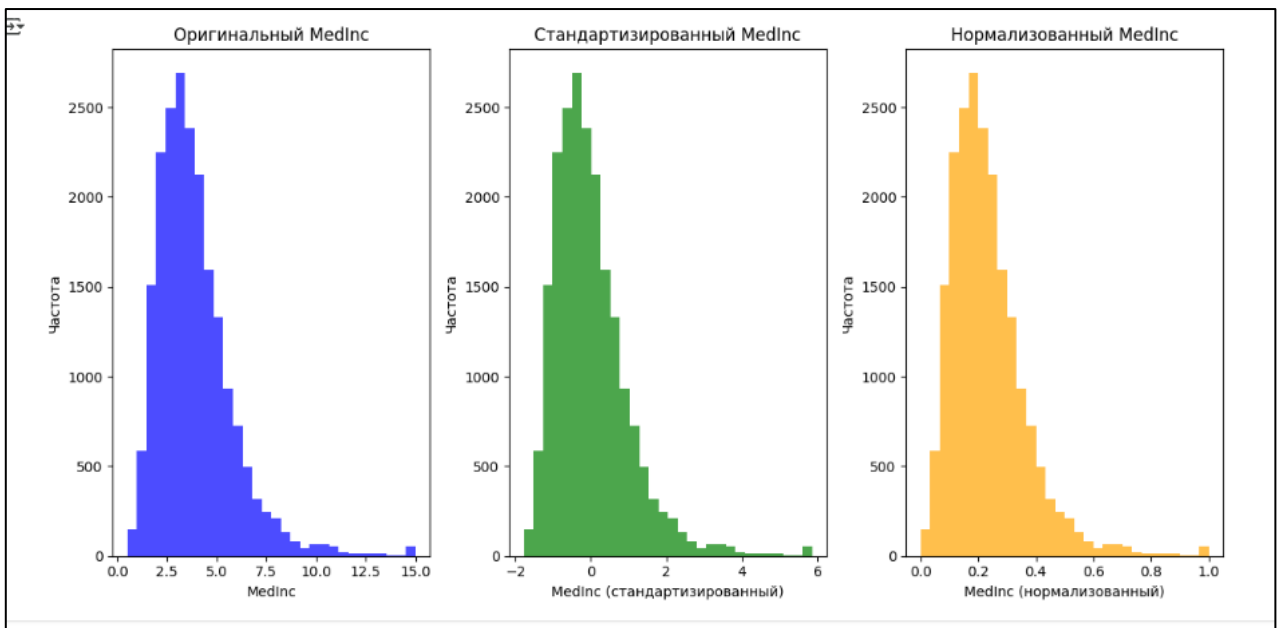 Оригинальный MedInc
2500
2000
1500
1000
500
0
Частота
0.0 2.5 5.0 7.5 10.0 12.5 15.0
MedInc
Стандартизированный MedInc
2500
2000
1500
1000
500
0
Частота
−2 0 2 4 6
MedInc (стандартизированный)
Нормализованный MedInc
2500
2000
1500
1000
500
0
Частота
0.0 0.2 0.4 0.6 0.8 1.0
MedInc (нормализованный)